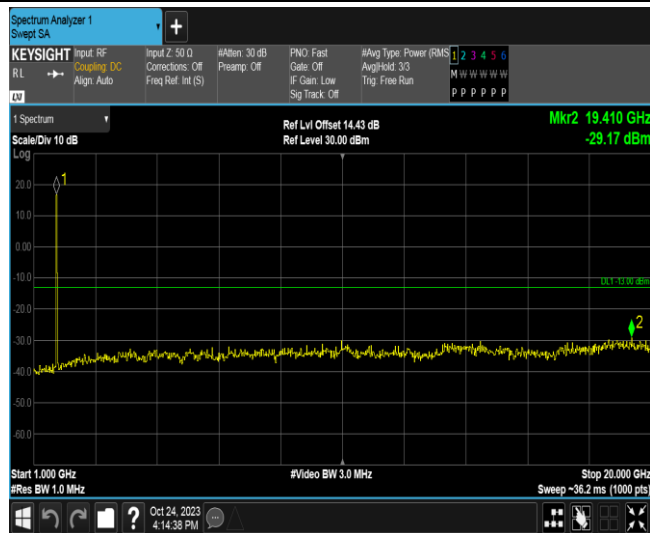 Spectrum Analyzer 1
Swept SA
+
KEYSIGHT
RL
LXI
Input: RF
Coupling: DC
Align: Auto
Input Z: 50 Ω
Corrections: Off
Freq Ref: Int (S)
#Atten: 30 dB
Preamp: Off
PNO: Fast
Gate: Off
IF Gain: Low
Sig Track: Off
#Avg Type: Power (RMS
Avg|Hold: 3/3
Trig: Free Run
1 2 3 4 5 6
M W W W W W
P P P P P P
1 Spectrum
Scale/Div 10 dB
Log
Ref Lvl Offset 14.43 dB
Ref Level 30.00 dBm
Mkr2 19.410 GHz
-29.17 dBm
20.0
10.0
0.00
-10.0
-20.0
-30.0
-40.0
-50.0
-60.0
1
DL1 -13.00 dBm
2
Start 1.000 GHz
#Res BW 1.0 MHz
#Video BW 3.0 MHz
Stop 20.000 GHz
Sweep ~36.2 ms (1000 pts)
?
Oct 24, 2023
4:14:38 PM